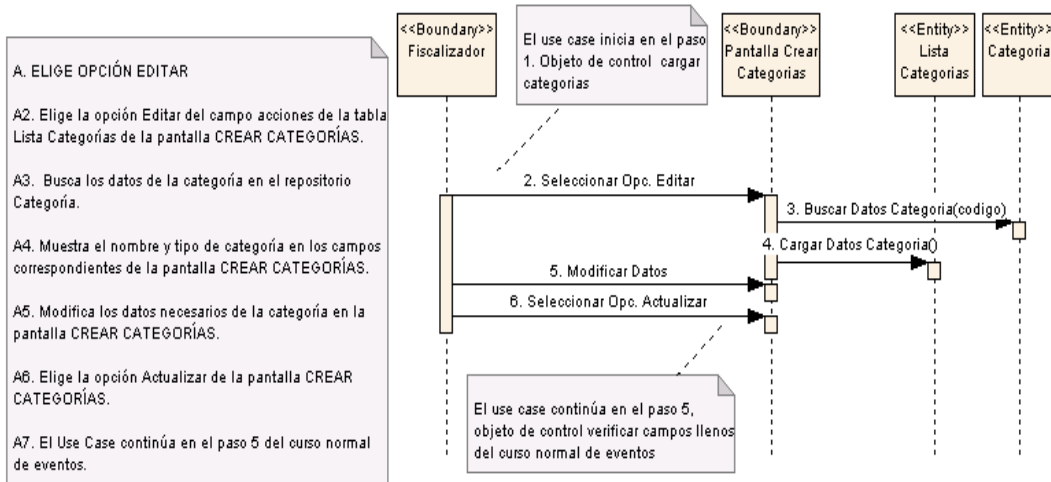 A. ELIGE OPCIÓN EDITAR
A2. Elige la opción Editar del campo acciones de la tabla
Lista Categorías de la pantalla CREAR CATEGORÍAS.
A3. Busca los datos de la categoría en el repositorio
Categoría.
A4. Muestra el nombre y tipo de categoría en los campos
correspondientes de la pantalla CREAR CATEGORÍAS.
A5. Modifica los datos necesarios de la categoría en la
pantalla CREAR CATEGORÍAS.
A6. Elige la opción Actualizar de la pantalla CREAR
CATEGORÍAS.
A7. El Use Case continúa en el paso 5 del curso normal
de eventos.
<<Boundary>>
Fiscalizador
El use case inicia en el paso
1. Objeto de control cargar
categorias
<<Boundary>>
Pantalla Crear
Categorias
<<Entity>>
Lista
Categorias
<<Entity>>
Categoria
2. Seleccionar Opc. Editar
3. Buscar Datos Categoria(codigo)
4. Cargar Datos Categoria()
5. Modificar Datos
6. Seleccionar Opc. Actualizar
El use case continúa en el paso 5,
objeto de control verificar campos llenos
del curso normal de eventos